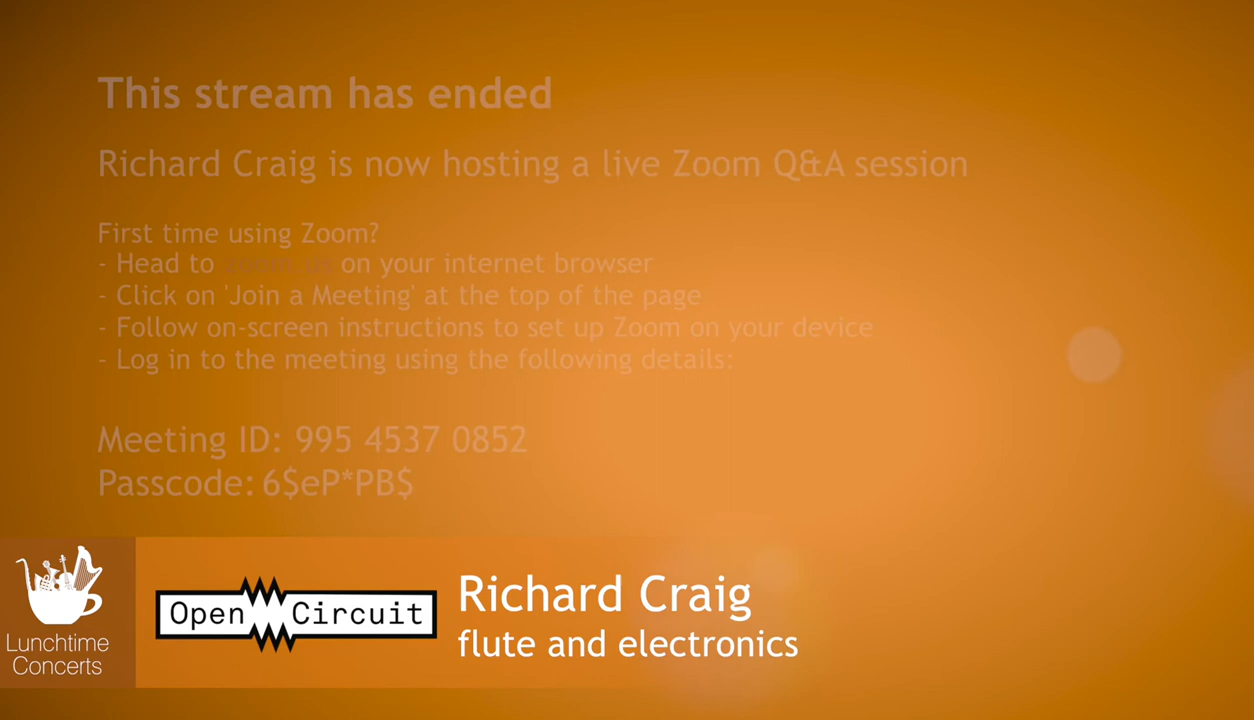 This stream has ended
Richard Craig is now hosting a live Zoom Q&A session
First time using Zoom?
- Head to zoom.us on your internet browser
- Click on 'Join a Meeting' at the top of the page
- Follow on-screen instructions to set up Zoom on your device
- Log in to the meeting using the following details:
Meeting ID: 995 4537 0852
Passcode: 6$eP*PB$
Lunchtime
Concerts
Open Circuit
Richard Craig
flute and electronics